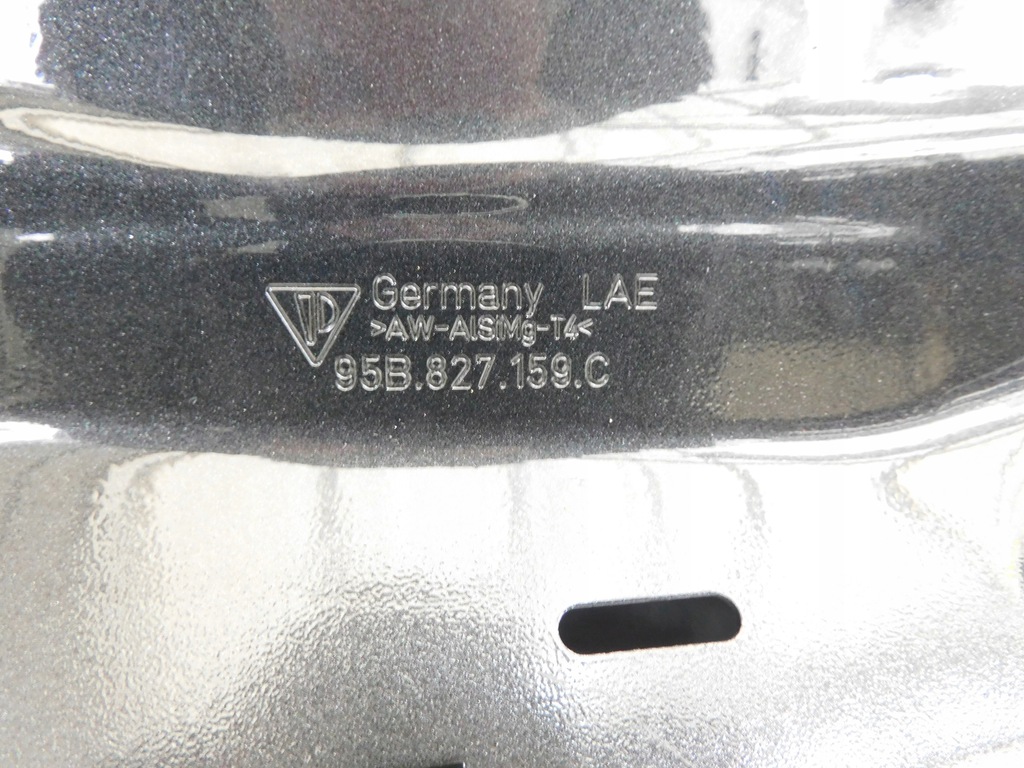 Germany LAE
>AW-AlSiMg-T4<
95B.827.159.C